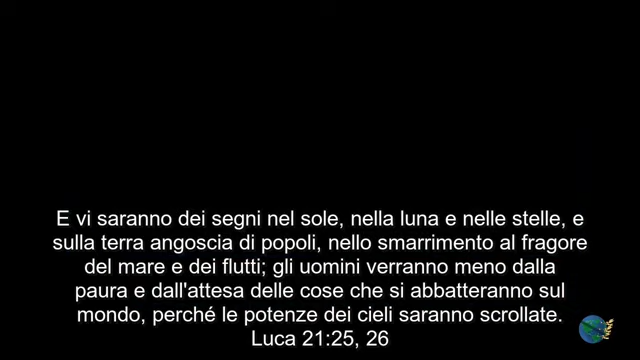 E vi saranno dei segni nel sole, nella luna e nelle stelle, e
sulla terra angoscia di popoli, nello smarrimento al fragore
del mare e dei flutti; gli uomini verranno meno dalla
paura e dall'attesa delle cose che si abbatteranno sul
mondo, perché le potenze dei cieli saranno scrollate.
Luca 21:25, 26